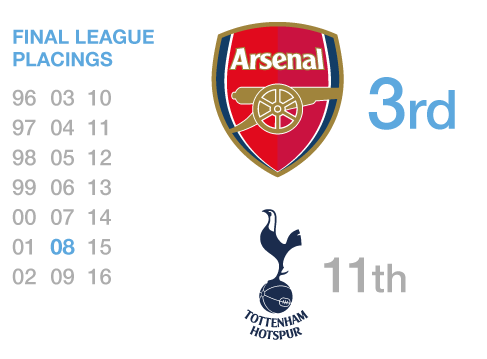 FINAL LEAGUE
PLACINGS
96 03 10
97 04 11
98 05 12
99 06 13
00 07 14
01 08 15
02 09 16
Arsenal
3rd
11th
TOTTENHAM
HOTSPUR